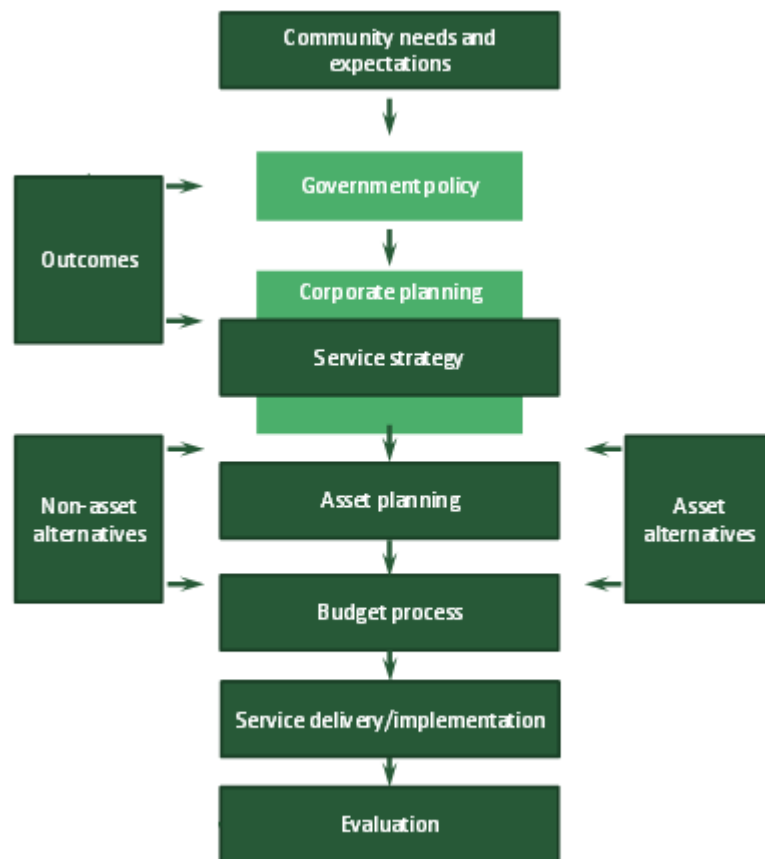 Community needs and
expectations
Government policy
Outcomes
Corporate planning
Service strategy
Non-asset
alternatives
Asset planning
Asset
alternatives
Budget process
Service delivery/implementation
Evaluation